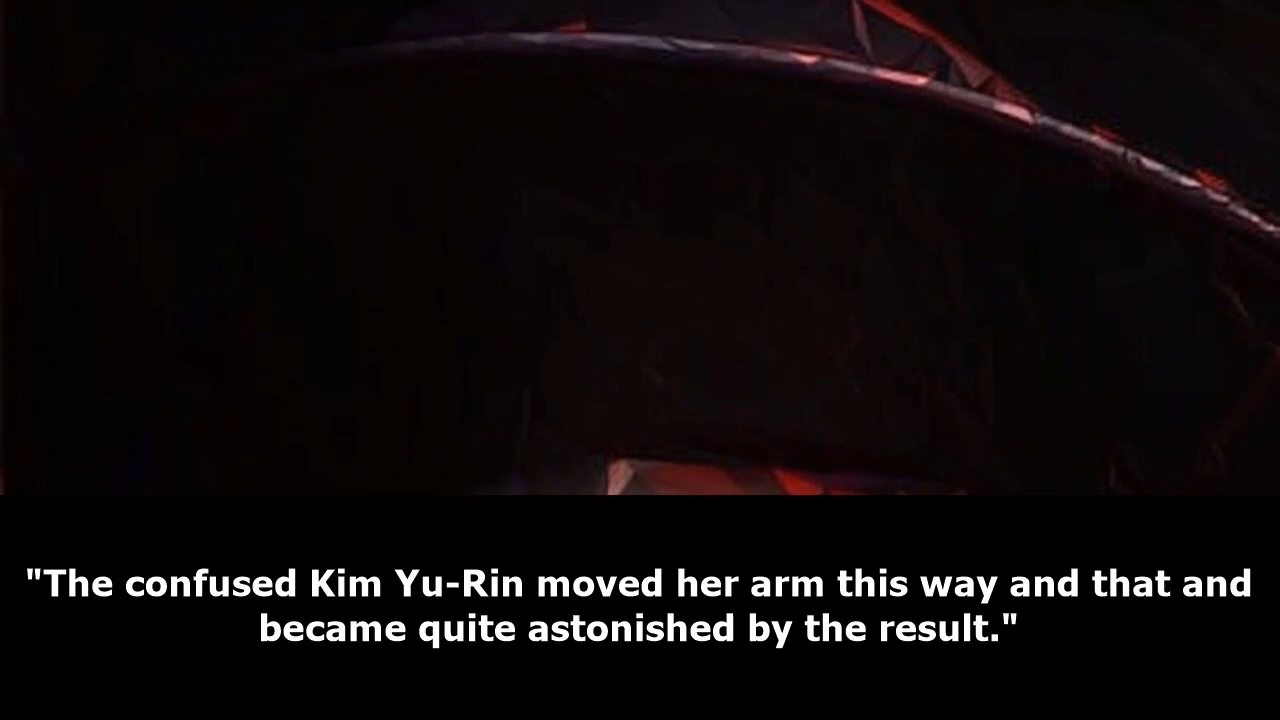 "The confused Kim Yu-Rin moved her arm this way and that and
became quite astonished by the result."